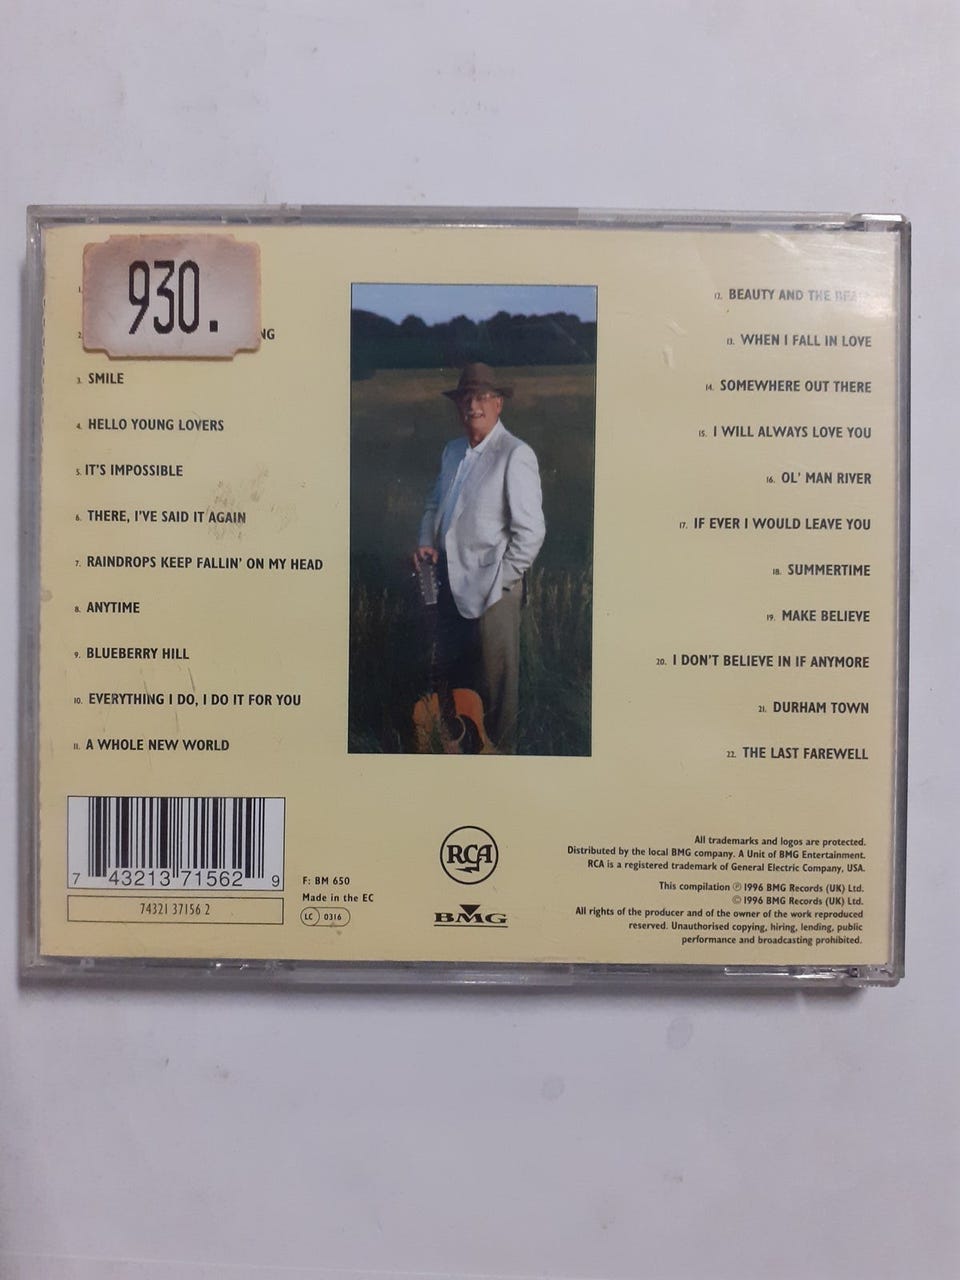 930.
1.
2. NG
3. SMILE
4. HELLO YOUNG LOVERS
5. IT'S IMPOSSIBLE
6. THERE, I'VE SAID IT AGAIN
7. RAINDROPS KEEP FALLIN' ON MY HEAD
8. ANYTIME
9. BLUEBERRY HILL
10. EVERYTHING I DO, I DO IT FOR YOU
11. A WHOLE NEW WORLD
12. BEAUTY AND THE BEAST
13. WHEN I FALL IN LOVE
14. SOMEWHERE OUT THERE
15. I WILL ALWAYS LOVE YOU
16. OL' MAN RIVER
17. IF EVER I WOULD LEAVE YOU
18. SUMMERTIME
19. MAKE BELIEVE
20. I DON'T BELIEVE IN IF ANYMORE
21. DURHAM TOWN
22. THE LAST FAREWELL
7 43213 71562 9
74321 37156 2
F: BM 650
Made in the EC
LC 0316
RCA
BMG
All trademarks and logos are protected.
Distributed by the local BMG company. A Unit of BMG Entertainment.
RCA is a registered trademark of General Electric Company, USA.
This compilation ℗ 1996 BMG Records (UK) Ltd.
© 1996 BMG Records (UK) Ltd.
All rights of the producer and of the owner of the work reproduced
reserved. Unauthorised copying, hiring, lending, public
performance and broadcasting prohibited.